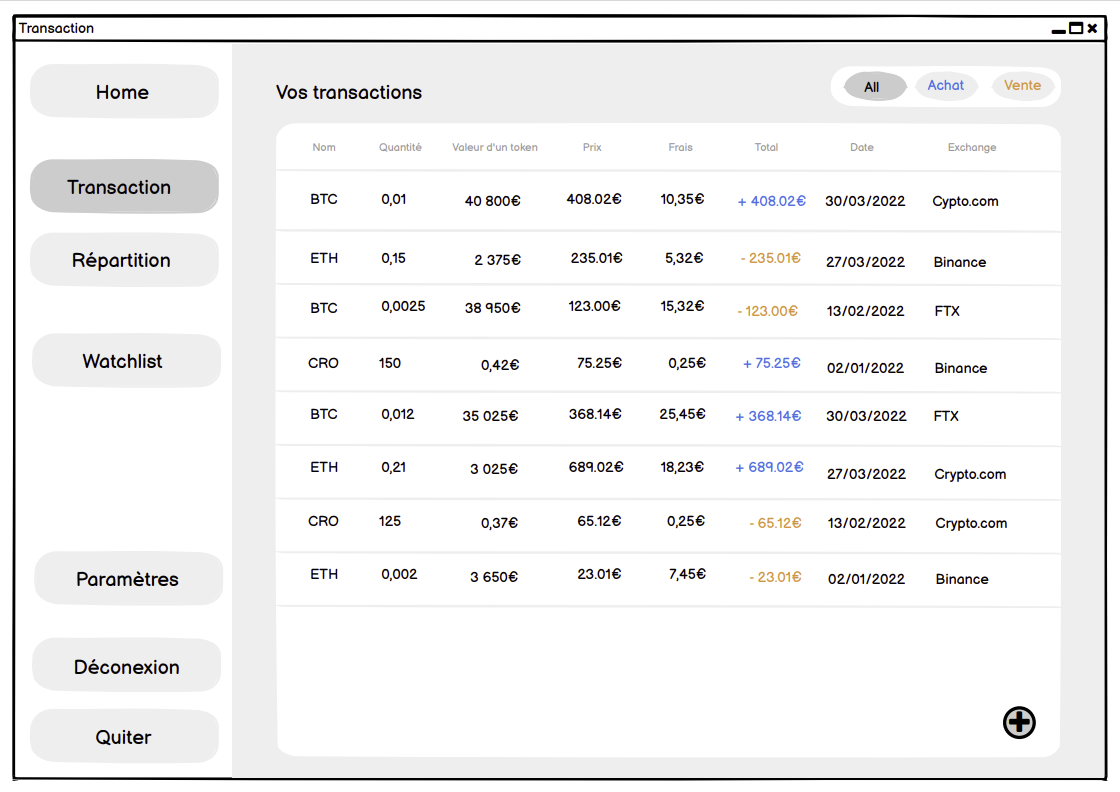 Transaction
Home
Transaction
Répartition
Watchlist
Paramètres
Déconexion
Quiter
Vos transactions
All Achat Vente
Nom Quantité Valeur d'un token Prix Frais Total Date Exchange
BTC 0,01 40 800€ 408.02€ 10,35€ + 408.02€ 30/03/2022 Cypto.com
ETH 0,15 2 375€ 235.01€ 5,32€ - 235.01€ 27/03/2022 Binance
BTC 0,0025 38 950€ 123.00€ 15,32€ - 123.00€ 13/02/2022 FTX
CRO 150 0,42€ 75.25€ 0,25€ + 75.25€ 02/01/2022 Binance
BTC 0,012 35 025€ 368.14€ 25,45€ + 368.14€ 30/03/2022 FTX
ETH 0,21 3 025€ 689.02€ 18,23€ + 689.02€ 27/03/2022 Crypto.com
CRO 125 0,37€ 65.12€ 0,25€ - 65.12€ 13/02/2022 Crypto.com
ETH 0,002 3 650€ 23.01€ 7,45€ - 23.01€ 02/01/2022 Binance